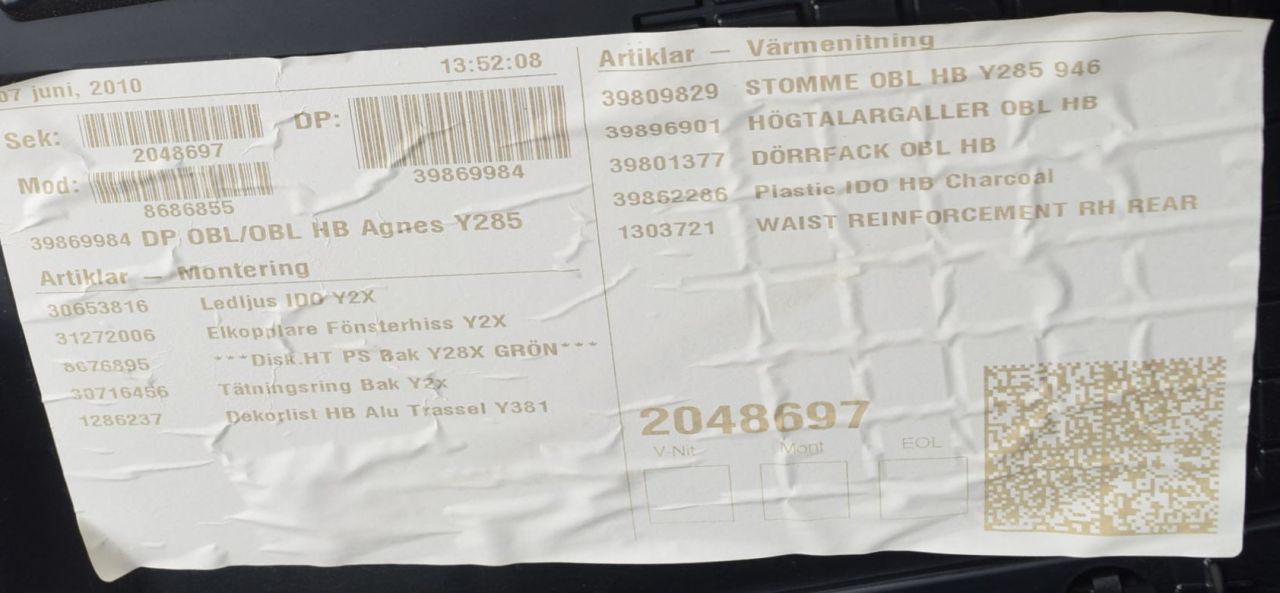 07 juni, 2010 13:52:08
Sek:
2048697
DP:
39869984
Mod:
8686855
39869984 DP OBL/OBL HB Agnes Y285
Artiklar — Montering
30653816 Ledljus IDO Y2X
31272006 Elkopplare Fönsterhiss Y2X
8676895 ***Disk.HT PS Bak Y28X GRÖN***
30716456 Tätningsring Bak Y2x
1286237 Dekorlist HB Alu Trassel Y381
Artiklar — Värmenitning
39809829 STOMME OBL HB Y285 946
39896901 HÖGTALARGALLER OBL HB
39801377 DÖRRFACK OBL HB
39862286 Plastic IDO HB Charcoal
1303721 WAIST REINFORCEMENT RH REAR
2048697
V-Nit Mont EOL